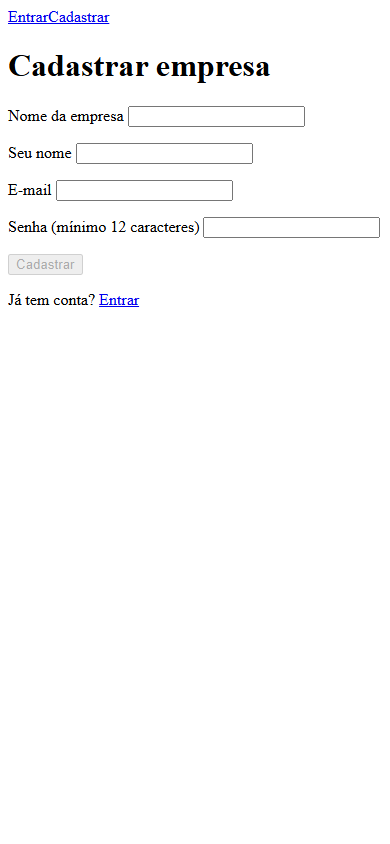 EntrarCadastrar
Cadastrar empresa
Nome da empresa
Seu nome
E-mail
Senha (mínimo 12 caracteres)
Cadastrar
Já tem conta? Entrar